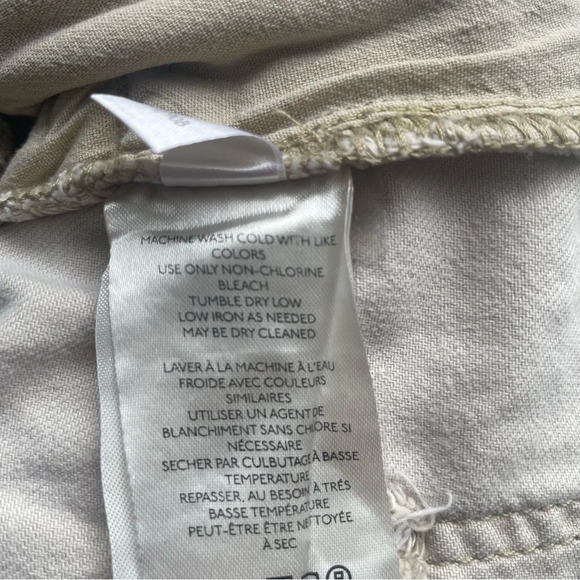 MACHINE WASH COLD WITH LIKE
COLORS
USE ONLY NON-CHLORINE
BLEACH
TUMBLE DRY LOW
LOW IRON AS NEEDED
MAY BE DRY CLEANED
LAVER À LA MACHINE À L'EAU
FROIDE AVEC COULEURS
SIMILAIRES
UTILISER UN AGENT DE
BLANCHIMENT SANS CHLORE SI
NÉCESSAIRE
SECHER PAR CULBUTAGE À BASSE
TEMPERATURE
REPASSER, AU BESOIN À TRÉS
BASSE TEMPÉRATURE
PEUT-ÊTRE ÊTRE NETTOYÉE
À SEC